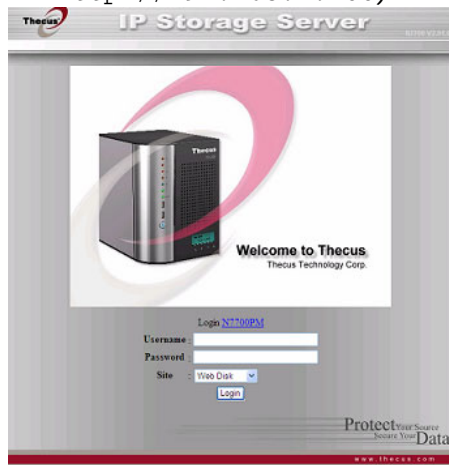 Thecus
IP Storage Server
Thecus
Welcome to Thecus
Thecus Technology Corp.
Login N7700PM
Username :
Password :
Site : Web Disk
Login
Protect Your Source
Secure Your Data
www.thecus.com